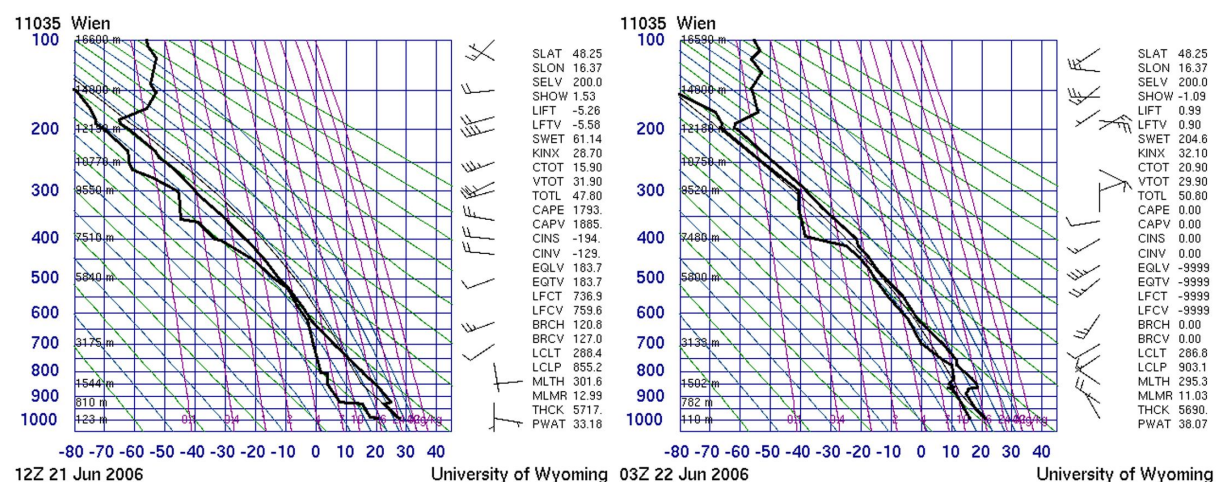 11035 Wien
100
200
300
400
500
600
700
800
900
1000
16600 m
14800 m
12190 m
10770 m
9550 m
7510 m
5840 m
3175 m
1544 m
810 m
123 m
-80 -70 -60 -50 -40 -30 -20 -10 0 10 20 30 40
12Z 21 Jun 2006
University of Wyoming
SLAT 48.25
SLON 16.37
SELV 200.0
SHOW 1.53
LIFT -5.26
LFTV -5.58
SWET 61.14
KINX 28.70
CTOT 15.90
VTOT 31.90
TOTL 47.80
CAPE 1793.
CAPV 1885.
CINS -194.
CINV -129.
EQLV 183.7
EQTV 183.7
LFCT 736.9
LFCV 759.6
BRCH 120.8
BRCV 127.0
LCLT 288.4
LCLP 855.2
MLTH 301.6
MLMR 12.99
THCK 5717.
PWAT 33.18
11035 Wien
100
200
300
400
500
600
700
800
900
1000
16590 m
14800 m
12180 m
10750 m
9520 m
7480 m
5800 m
3139 m
1502 m
782 m
110 m
-80 -70 -60 -50 -40 -30 -20 -10 0 10 20 30 40
03Z 22 Jun 2006
University of Wyoming
SLAT 48.25
SLON 16.37
SELV 200.0
SHOW -1.09
LIFT 0.99
LFTV 0.90
SWET 204.6
KINX 32.10
CTOT 20.90
VTOT 29.90
TOTL 50.80
CAPE 0.00
CAPV 0.00
CINS 0.00
CINV 0.00
EQLV -9999
EQTV -9999
LFCT -9999
LFCV -9999
BRCH 0.00
BRCV 0.00
LCLT 286.8
LCLP 903.1
MLTH 295.3
MLMR 11.03
THCK 5690.
PWAT 38.07